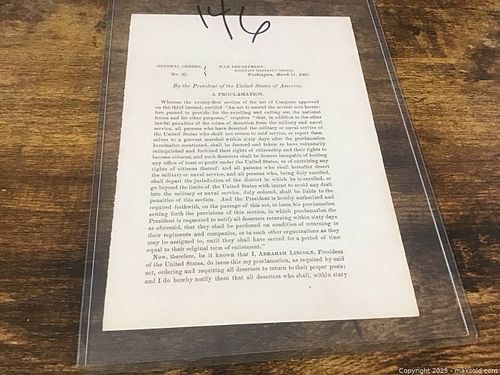 146
GENERAL ORDERS, WAR DEPARTMENT,
ADJUTANT GENERAL'S OFFICE,
No. 35. Washington, March 11, 1865.
By the President of the United States of America.
A PROCLAMATION.
Whereas the twenty-first section of the act of Congress approved
on the third instant, entitled "An act to amend the several acts hereto-
fore passed to provide for the enrolling and calling out the national
forces and for other purposes," requires "that, in addition to the other
lawful penalties of the crime of desertion from the military and naval
service, all persons who have deserted the military or naval service of
the United States who shall not return to said service, or report them
selves to a provost marshal within sixty days after the proclamation
hereinafter mentioned, shall be deemed and taken to have voluntarily
relinquished and forfeited their rights of citizenship and their rights to
become citizens, and such deserters shall be forever incapable of holding
any office of trust or profit under the United States, or of exercising any
rights of citizens thereof: and all persons who shall hereafter desert
the military or naval service, and all persons who, being duly enrolled,
shall depart the jurisdiction of the district in which he is enrolled, or
go beyond the limits of the United States with intent to avoid any draft
into the military or naval service, duly ordered, shall be liable to the
penalties of this section. And the President is hereby authorized and
required forthwith, on the passage of this act, to issue his proclamation
setting forth the provisions of this section, in which proclamation the
President is requested to notify all deserters returning within sixty days
as aforesaid, that they shall be pardoned on condition of returning to
their regiments and companies, or to such other organizations as they
may be assigned to, until they shall have served for a period of time
equal to their original term of enlistment."
Now, therefore, be it known that I, ABRAHAM LINCOLN, President
of the United States, do issue this my proclamation, as required by said
act, ordering and requiring all deserters to return to their proper posts;
and I do hereby notify them that all deserters who shall, within sixty
Copyright 2025 - maxsold.com